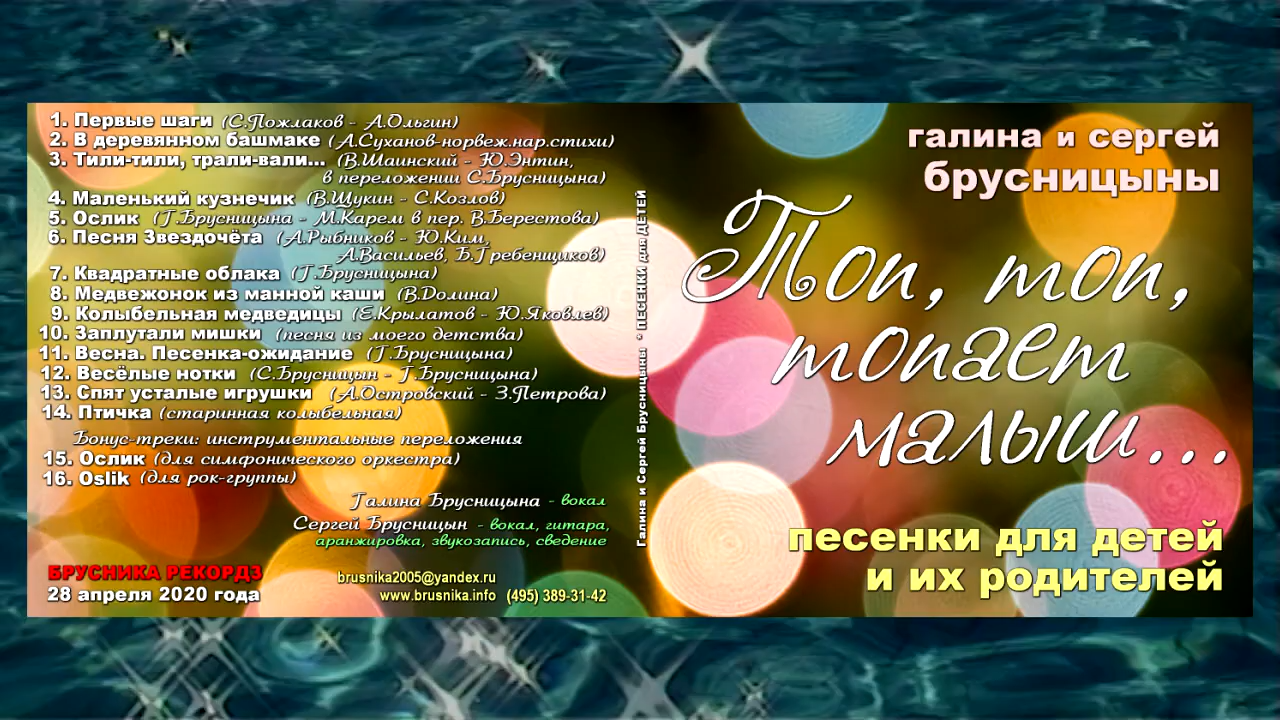 1. Первые шаги (С.Пожлаков - А.Ольгин)
2. В деревянном башмаке (А.Суханов-норвеж.нар.стихи)
3. Тили-тили, трали-вали... (В.Шаинский - Ю.Энтин,
в переложении С.Брусницына)
4. Маленький кузнечик (В.Щукин - С.Козлов)
5. Ослик (Г.Брусницына - М.Карем в пер. В.Берестова)
6. Песня Звездочёта (А.Рыбников - Ю.Ким,
А.Васильев, Б.Гребенщиков)
7. Квадратные облака (Г.Брусницына)
8. Медвежонок из манной каши (В.Долина)
9. Колыбельная медведицы (Е.Крылатов - Ю.Яковлев)
10. Заплутали мишки (песня из моего детства)
11. Весна. Песенка-ожидание (Г.Брусницына)
12. Весёлые нотки (С.Брусницын - Г.Брусницына)
13. Спят усталые игрушки (А.Островский - З.Петрова)
14. Птичка (старинная колыбельная)
Бонус-треки: инструментальные переложения
15. Ослик (для симфонического оркестра)
16. Oslik (для рок-группы)
Галина Брусницына - вокал
Сергей Брусницын - вокал, гитара,
аранжировка, звукозапись, сведение
БРУСНИКА РЕКОРДЗ
28 апреля 2020 года
brusnika2005@yandex.ru
www.brusnika.info (495) 389-31-42
Галина и Сергей Брусницыны * ПЕСЕНКИ для ДЕТЕЙ
галина и сергей
брусницыны
Топ, топ,
топает
малыш...
песенки для детей
и их родителей